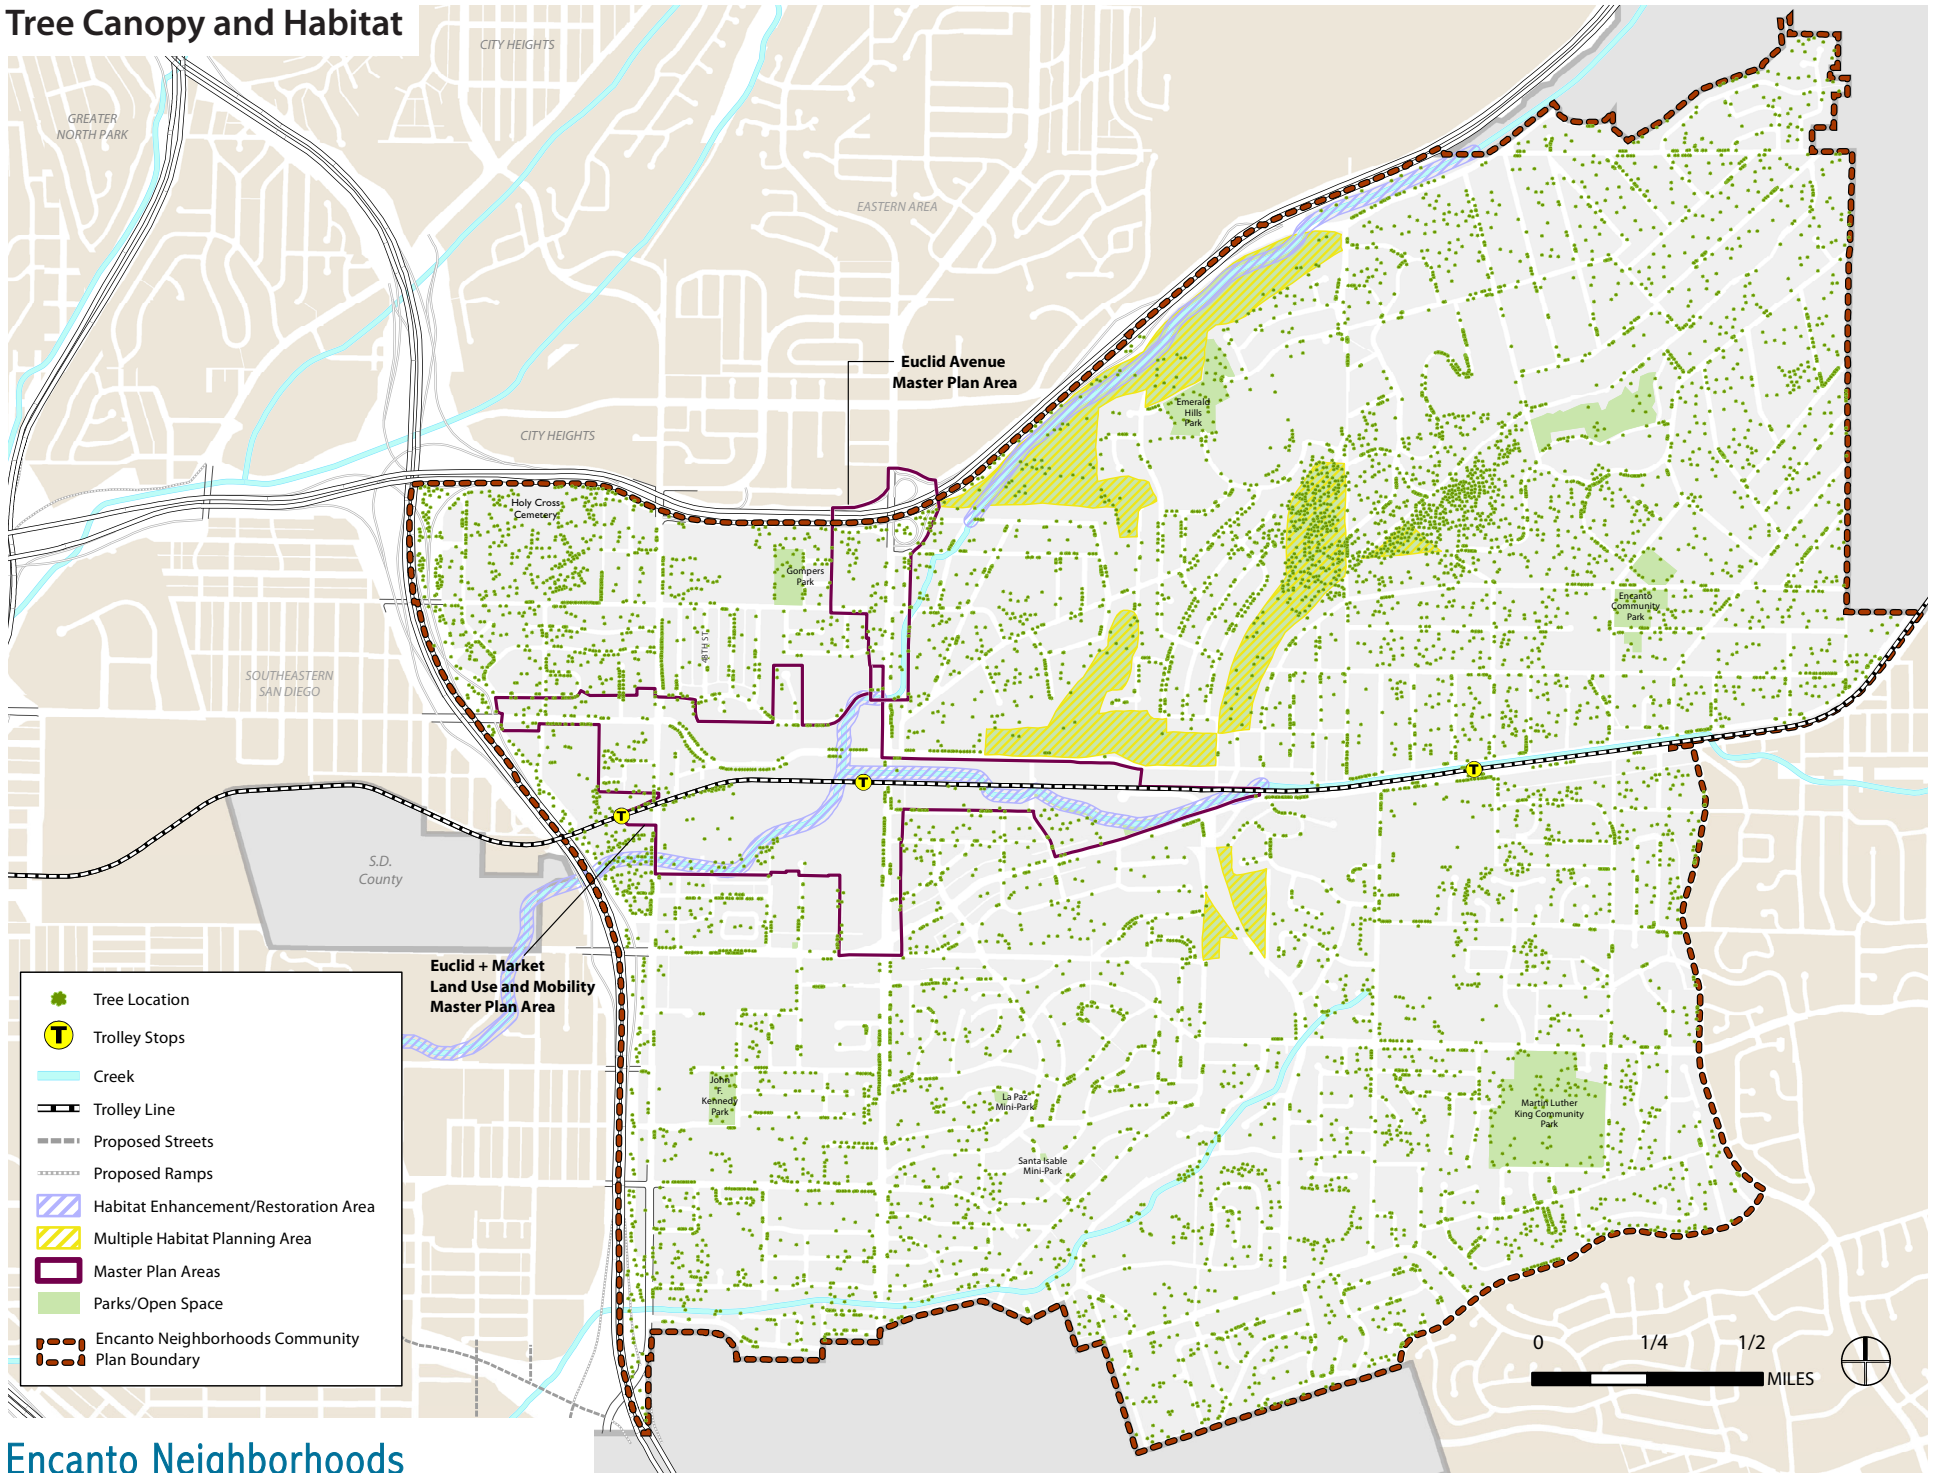 Tree Canopy and Habitat
CITY HEIGHTS
GREATER
NORTH PARK
EASTERN AREA
Euclid Avenue
Master Plan Area
Emerald
Hills
Park
CITY HEIGHTS
Holy Cross
Cemetery
Gompers
Park
Encanto
Community
Park
SOUTHEASTERN
SAN DIEGO
T
T
T
S.D.
County
Euclid + Market
Land Use and Mobility
Master Plan Area
John
F.
Kennedy
Park
La Paz
Mini-Park
Martin Luther
King Community
Park
Santa Isable
Mini-Park
Tree Location
T
Trolley Stops
Creek
Trolley Line
Proposed Streets
Proposed Ramps
Habitat Enhancement/Restoration Area
Multiple Habitat Planning Area
Master Plan Areas
Parks/Open Space
Encanto Neighborhoods Community
Plan Boundary
0 1/4 1/2
MILES
Encanto Neighborhoods